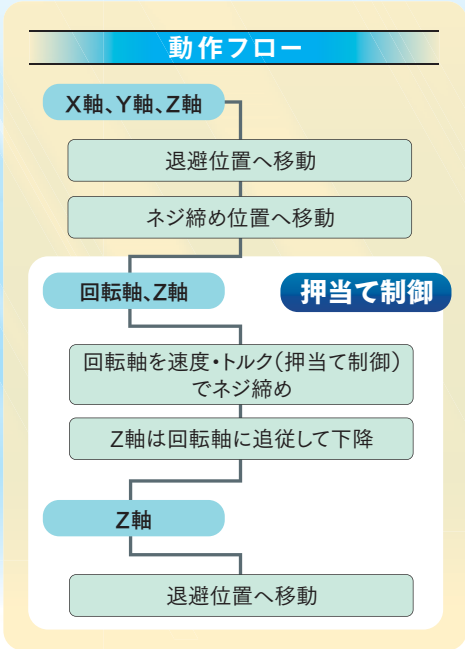 動作フロー
X軸、Y軸、Z軸
退避位置へ移動
ネジ締め位置へ移動
回転軸、Z軸
押当て制御
回転軸を速度・トルク(押当て制御)
でネジ締め
Z軸は回転軸に追従して下降
Z軸
退避位置へ移動